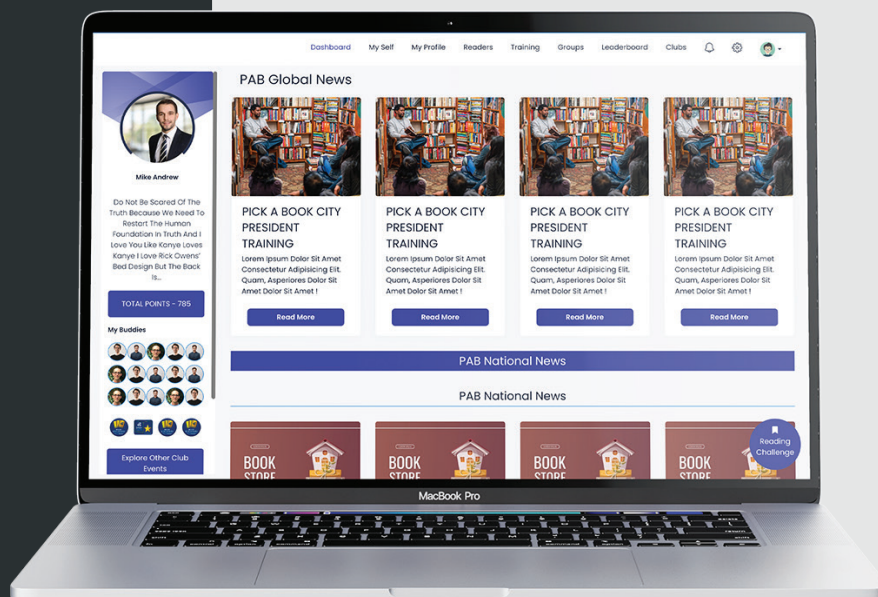 Dashboard My Self My Profile Readers Training Groups Leaderboard Clubs
Mike Andrew
Do Not Be Scared Of The
Truth Because We Need To
Restart The Human
Foundation In Truth And I
Love You Like Kanye Loves
Kanye I Love Rick Owens'
Bed Design But The Back
Is...
TOTAL POINTS - 785
My Buddies
Explore Other Club
Events
PAB Global News
PICK A BOOK CITY
PRESIDENT
TRAINING
Lorem Ipsum Dolor Sit Amet
Consectetur Adipisicing Elit.
Quam, Asperiores Dolor Sit
Amet Dolor Sit Amet !
Read More
PICK A BOOK CITY
PRESIDENT
TRAINING
Lorem Ipsum Dolor Sit Amet
Consectetur Adipisicing Elit.
Quam, Asperiores Dolor Sit
Amet Dolor Sit Amet !
Read More
PICK A BOOK CITY
PRESIDENT
TRAINING
Lorem Ipsum Dolor Sit Amet
Consectetur Adipisicing Elit.
Quam, Asperiores Dolor Sit
Amet Dolor Sit Amet !
Read More
PICK A BOOK CITY
PRESIDENT
TRAINING
Lorem Ipsum Dolor Sit Amet
Consectetur Adipisicing Elit.
Quam, Asperiores Dolor Sit
Amet Dolor Sit Amet !
Read More
PAB National News
PAB National News
BOOK
STORE
BOOK
STORE
BOOK
STORE
BOOK
STORE
Reading
Challenge
MacBook Pro